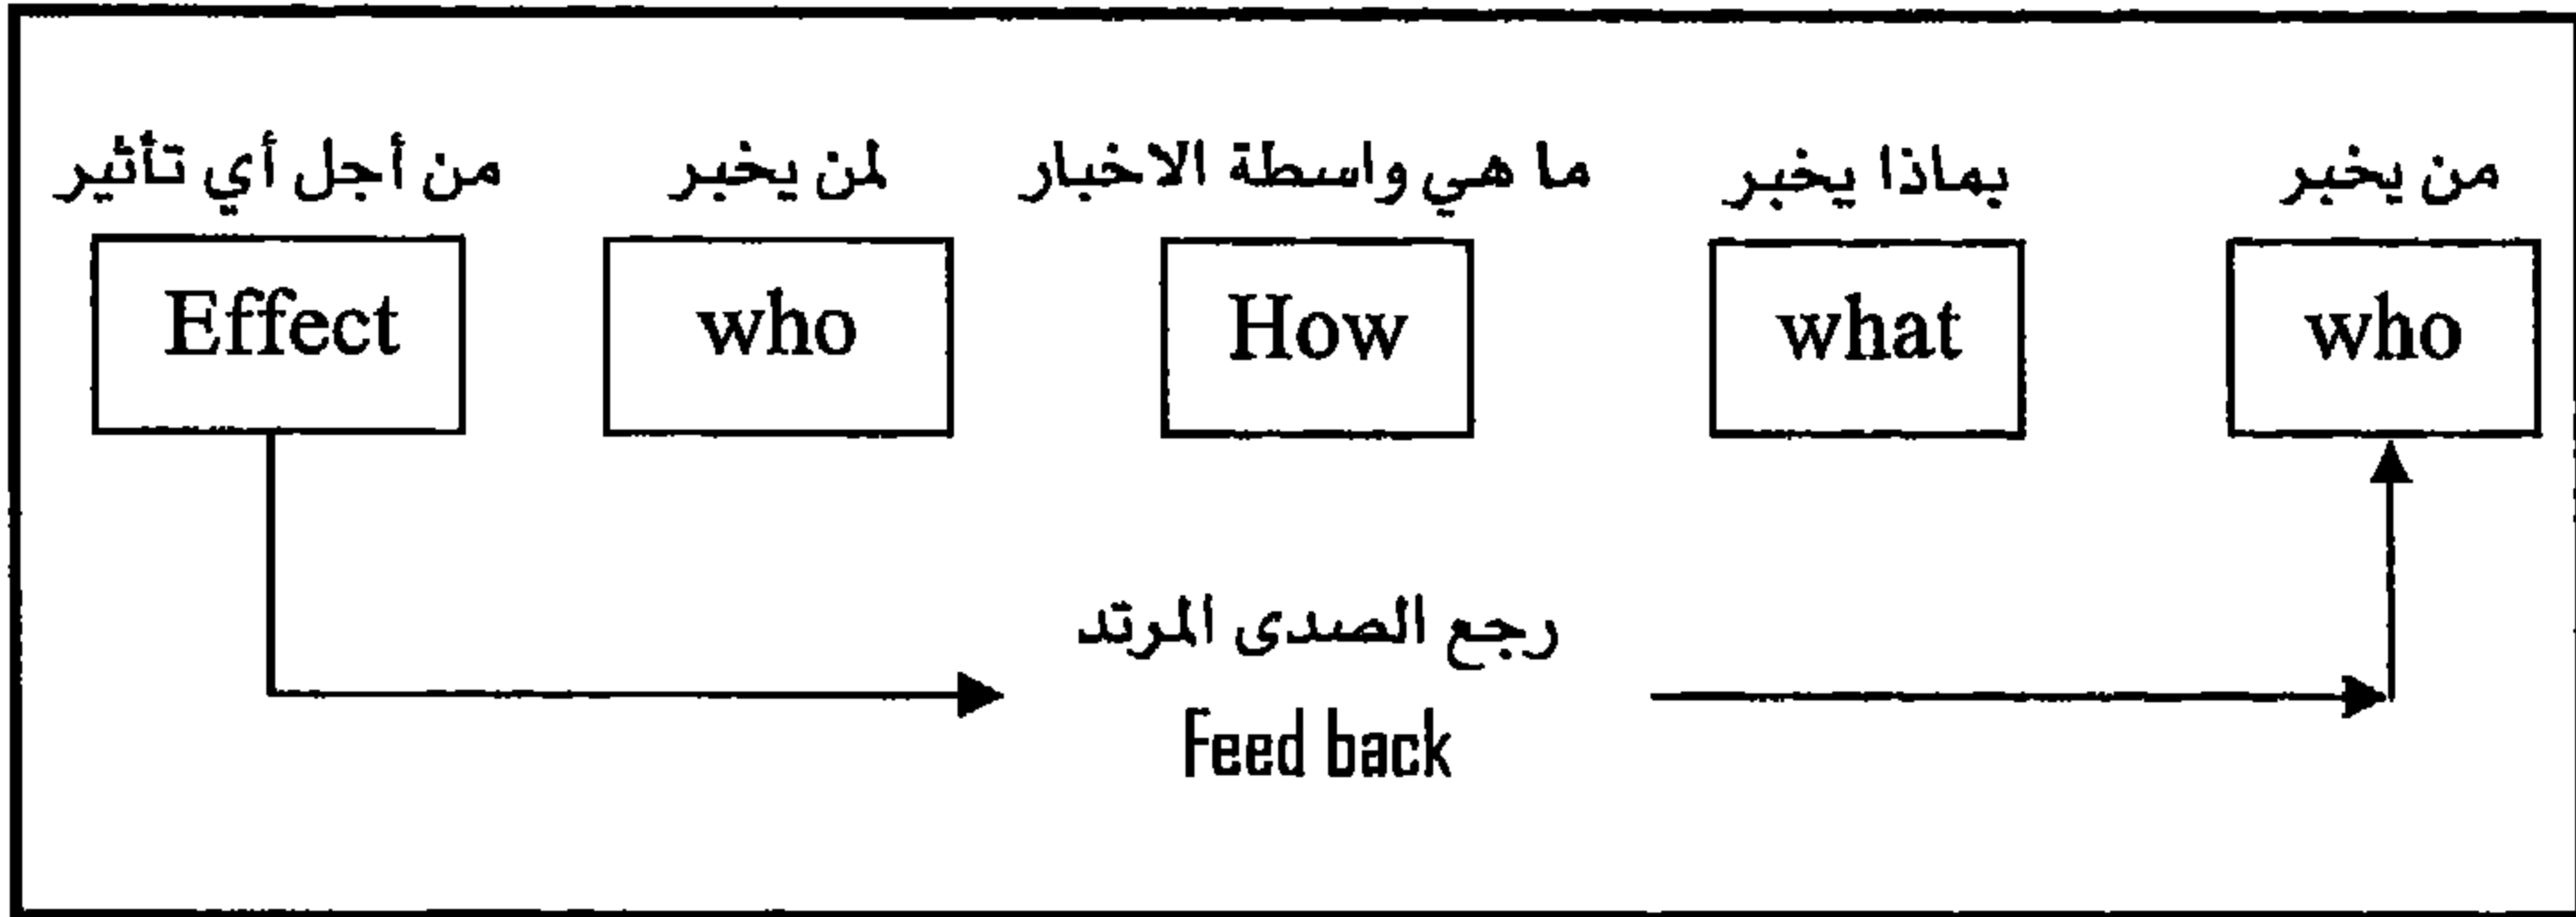 من يخبر
بماذا يخبر
ما هي واسطة الاخبار
لمن يخبر
من أجل أي تأثير
who
what
How
who
Effect
رجع الصدى المرتد
Feed back